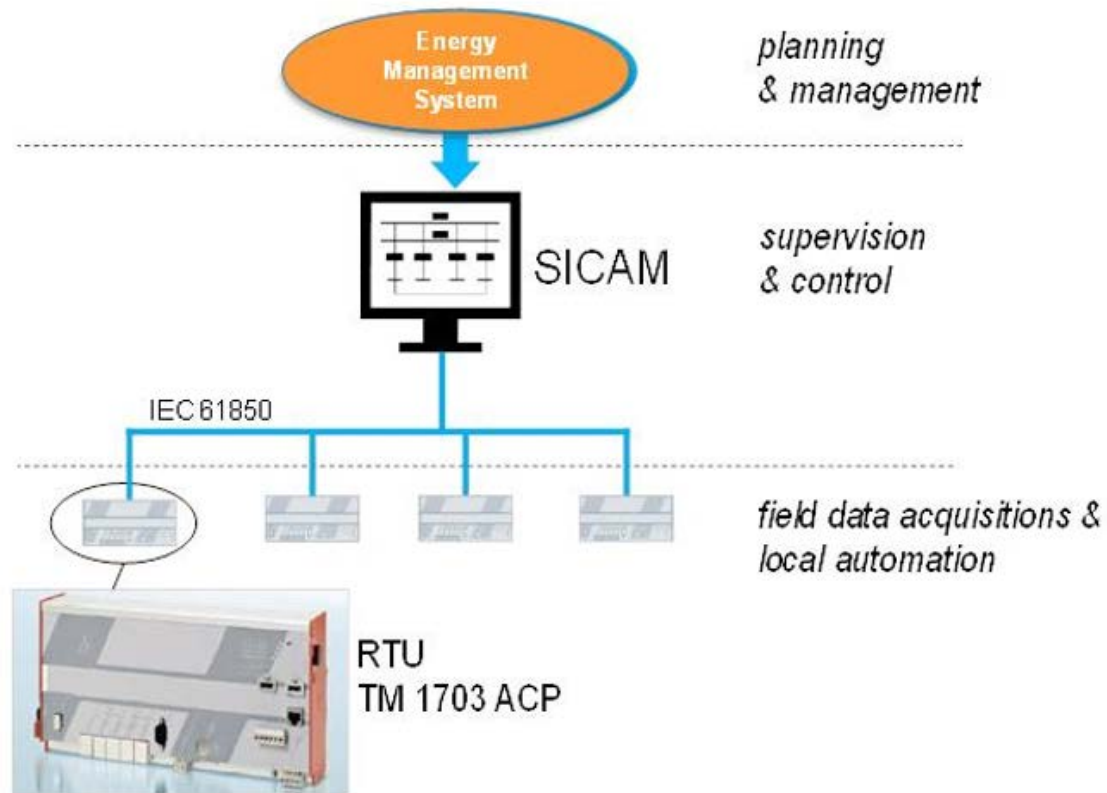 Energy
Management
System
planning
& management
SICAM
supervision
& control
IEC 61850
field data acquisitions &
local automation
RTU
TM 1703 ACP